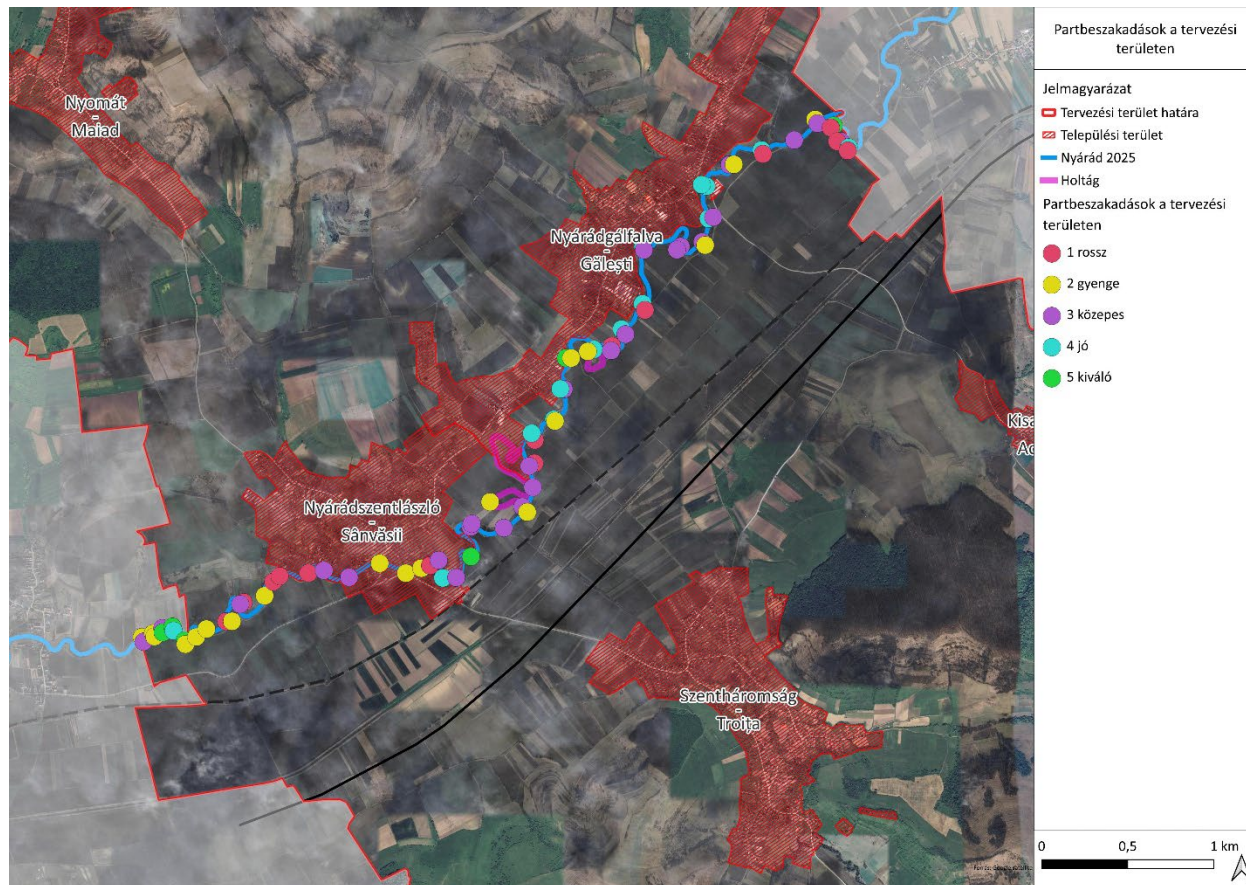 Partbeszakadások a tervezési
területen
Jelmagyarázat
Tervezési terület határa
Települési terület
Nyárád 2025
Holtág
Partbeszakadások a tervezési
területen
1 rossz
2 gyenge
3 közepes
4 jó
5 kiváló
0 0,5 1 km
Nyomát
-
Maiad
Nyárádgálfalva
-
Gălești
Kisa
Ad
Nyárádszentlászló
-
Sânvăsii
Szentháromság
-
Troița